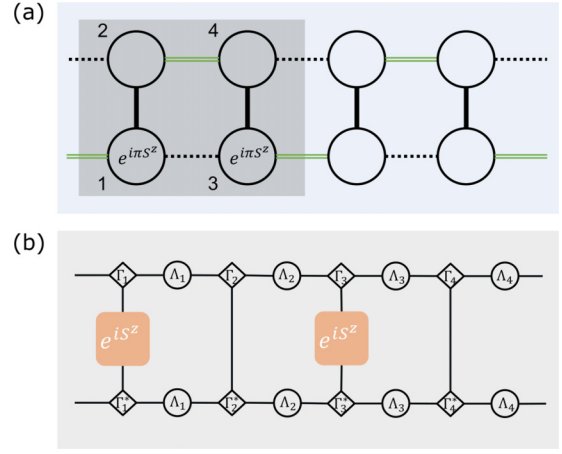 (a)
2 4
e^{iπS^z} e^{iπS^z}
1 3
(b)
Γ₁ Λ₁ Γ₂ Λ₂ Γ₃ Λ₃ Γ₄ Λ₄
e^{iS^z} e^{iS^z}
Γ₁* Λ₁ Γ₂* Λ₂ Γ₃* Λ₃ Γ₄* Λ₄